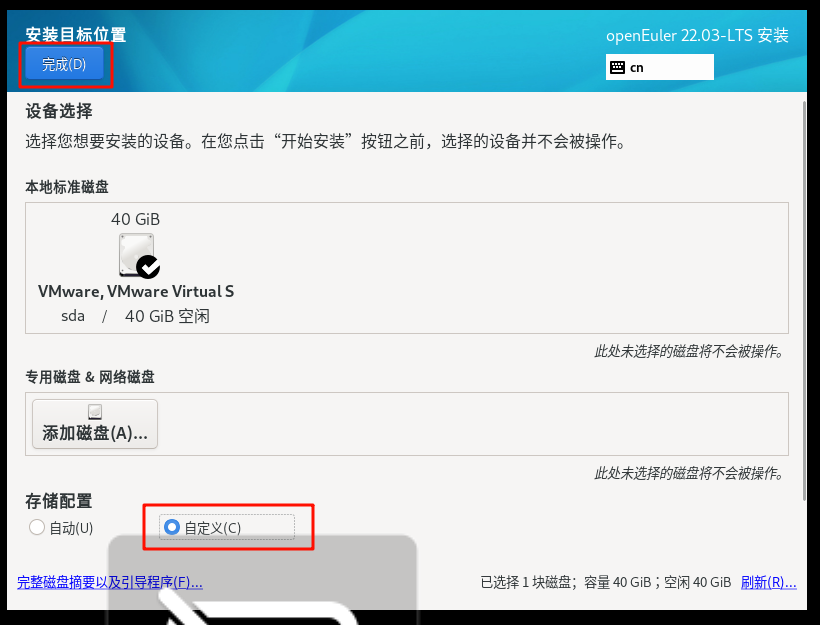 安装目标位置
openEuler 22.03-LTS 安装
完成(D)
cn
设备选择
选择您想要安装的设备。在您点击“开始安装”按钮之前，选择的设备并不会被操作。
本地标准磁盘
40 GiB
VMware, VMware Virtual S
sda / 40 GiB 空闲
此处未选择的磁盘将不会被操作。
专用磁盘 & 网络磁盘
添加磁盘(A)...
此处未选择的磁盘将不会被操作。
存储配置
自动(U)
自定义(C)
完整磁盘摘要以及引导程序(F)...
已选择 1 块磁盘；容量 40 GiB；空闲 40 GiB 刷新(R)...